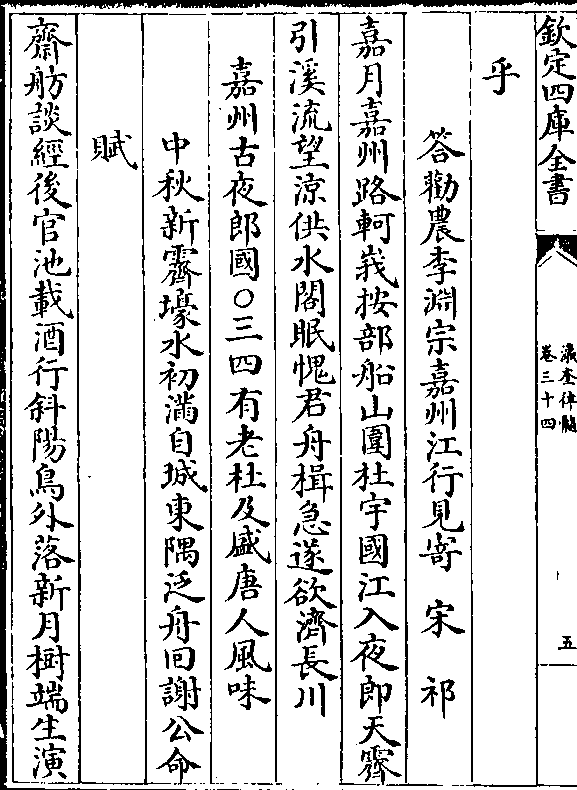 欽定四庫全書
瀛奎律髓
卷三十四
五
乎
答勸農李淵宗嘉州江行見寄 宋祁
嘉月嘉州路軻峩按部船山圍杜宇國江入夜郎天霽
引溪流望涼供水閣眠愧君舟楫急遂欲濟長川
嘉州古夜郎國○三四有老杜及盛唐人風味
中秋新霽壕水初滿自城東隅泛舟回謝公命
賦
齋舫談經後官池載酒行斜陽鳥外落新月樹端生演